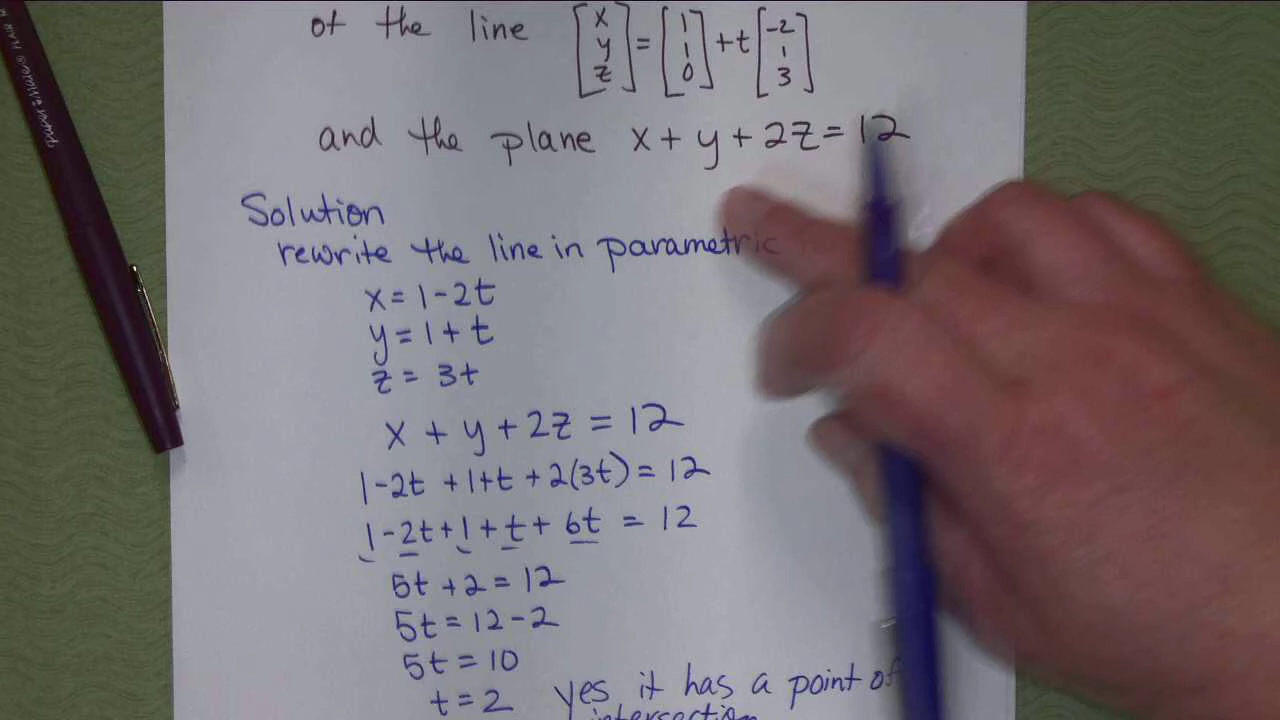 of the line [x y z] = [1 1 0] + t [-2 1 3]
and the plane x + y + 2z = 12
Solution
rewrite the line in parametric
x = 1 - 2t
y = 1 + t
z = 3t
x + y + 2z = 12
1 - 2t + 1 + t + 2(3t) = 12
1 - 2t + 1 + t + 6t = 12
5t + 2 = 12
5t = 12 - 2
5t = 10
t = 2 yes it has a point of
intersection